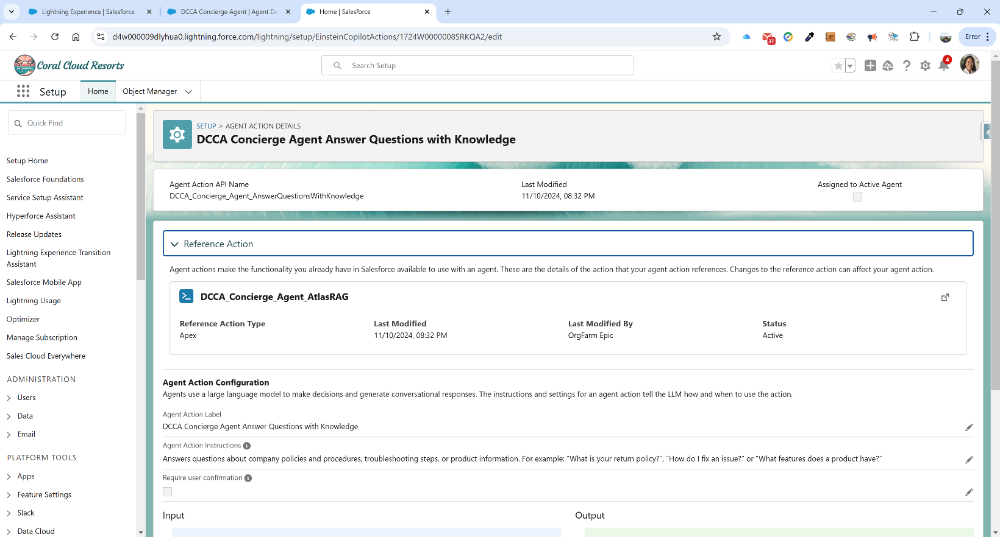 Lightning Experience | Salesforce
DCCA Concierge Agent | Agent De
Home | Salesforce
d4w000009dlyhua0.lightning.force.com/lightning/setup/EinsteinCopilotActions/1724W0000008SRKQA2/edit
37
Error
Coral Cloud Resorts
Search Setup
4
Setup
Home
Object Manager
Quick Find
Setup Home
Salesforce Foundations
Service Setup Assistant
Hyperforce Assistant
Release Updates
Lightning Experience Transition
Assistant
Salesforce Mobile App
Lightning Usage
Optimizer
Manage Subscription
Sales Cloud Everywhere
ADMINISTRATION
Users
Data
Email
PLATFORM TOOLS
Apps
Feature Settings
Slack
Data Cloud
SETUP > AGENT ACTION DETAILS
DCCA Concierge Agent Answer Questions with Knowledge
Agent Action API Name
DCCA_Concierge_Agent_AnswerQuestionsWithKnowledge
Last Modified
11/10/2024, 08:32 PM
Assigned to Active Agent
Reference Action
Agent actions make the functionality you already have in Salesforce available to use with an agent. These are the details of the action that your agent action references. Changes to the reference action can affect your agent action.
DCCA_Concierge_Agent_AtlasRAG
Reference Action Type
Apex
Last Modified
11/10/2024, 08:32 PM
Last Modified By
OrgFarm Epic
Status
Active
Agent Action Configuration
Agents use a large language model to make decisions and generate conversational responses. The instructions and settings for an agent action tell the LLM how and when to use the action.
Agent Action Label
DCCA Concierge Agent Answer Questions with Knowledge
Agent Action Instructions
Answers questions about company policies and procedures, troubleshooting steps, or product information. For example: "What is your return policy?", "How do I fix an issue?" or "What features does a product have?"
Require user confirmation
Input
Output